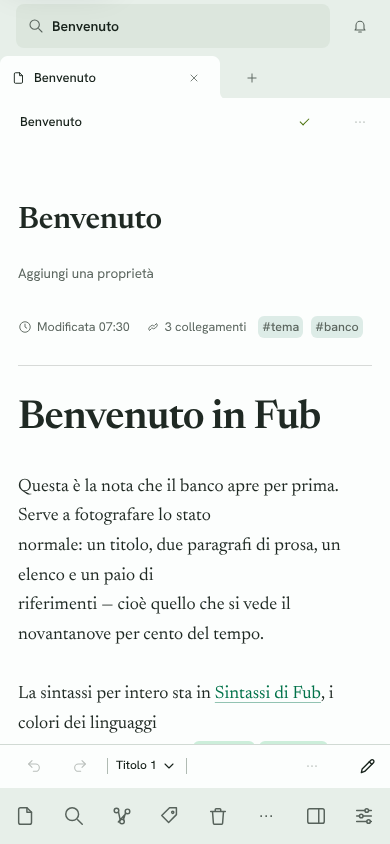 Benvenuto
Benvenuto
Benvenuto
Benvenuto
Aggiungi una proprietà
Modificata 07:30 3 collegamenti #tema #banco
Benvenuto in Fub
Questa è la nota che il banco apre per prima.
Serve a fotografare lo stato
normale: un titolo, due paragrafi di prosa, un
elenco e un paio di
riferimenti — cioè quello che si vede il
novantanove per cento del tempo.
La sintassi per intero sta in Sintassi di Fub, i
colori dei linguaggi
Titolo 1